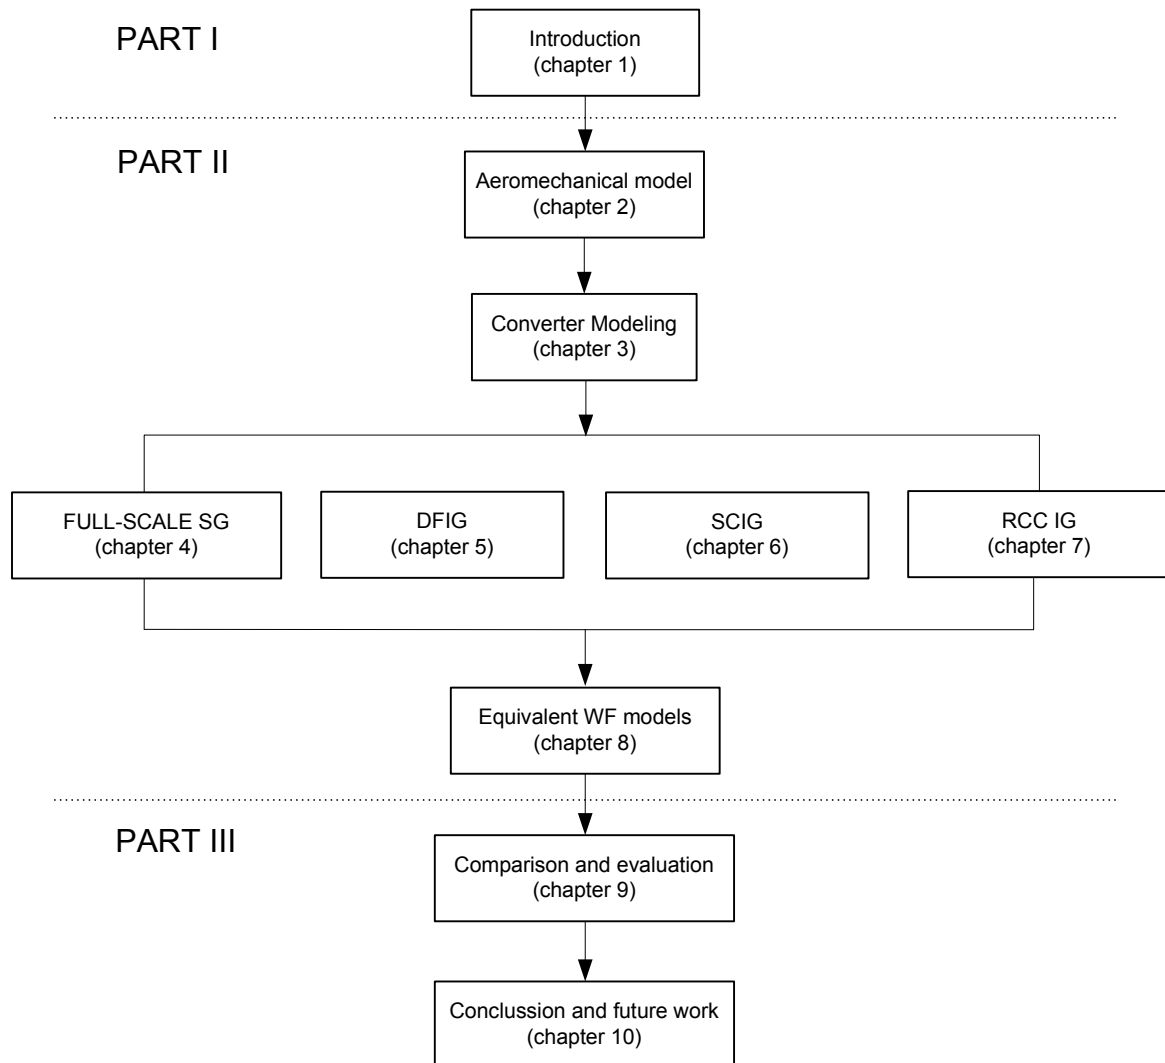 PART I
Introduction
(chapter 1)
PART II
Aeromechanical model
(chapter 2)
Converter Modeling
(chapter 3)
FULL-SCALE SG
(chapter 4)
DFIG
(chapter 5)
SCIG
(chapter 6)
RCC IG
(chapter 7)
Equivalent WF models
(chapter 8)
PART III
Comparison and evaluation
(chapter 9)
Conclussion and future work
(chapter 10)